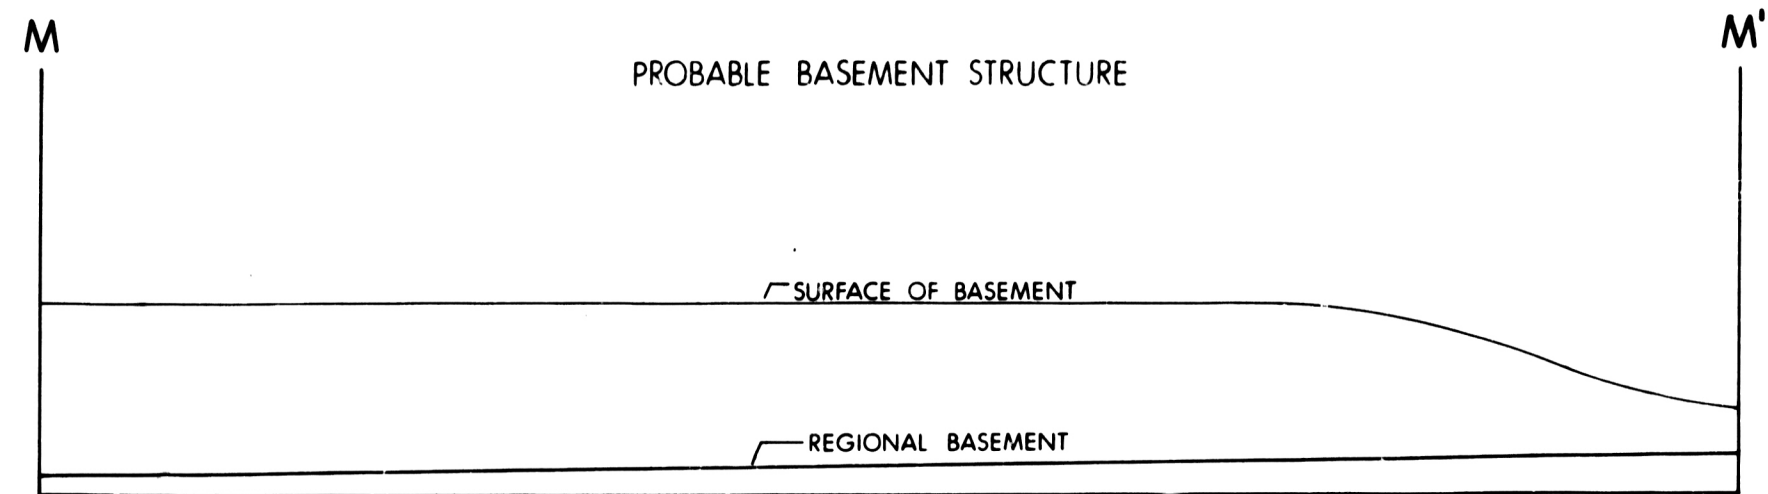 M M'
PROBABLE BASEMENT STRUCTURE
SURFACE OF BASEMENT
REGIONAL BASEMENT